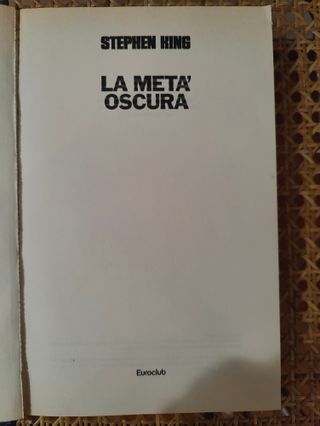 STEPHEN KING
LA META'
OSCURA
Euroclub